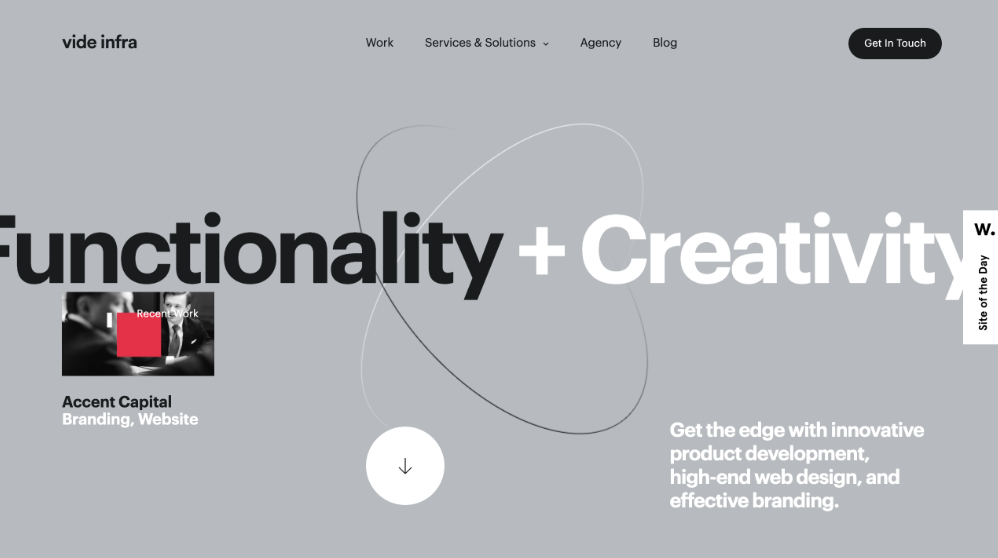 vide infra
Work
Services & Solutions
Agency
Blog
Get In Touch
Functionality + Creativity
W.
Site of the Day
Recent Work
Accent Capital
Branding, Website
Get the edge with innovative
product development,
high-end web design, and
effective branding.